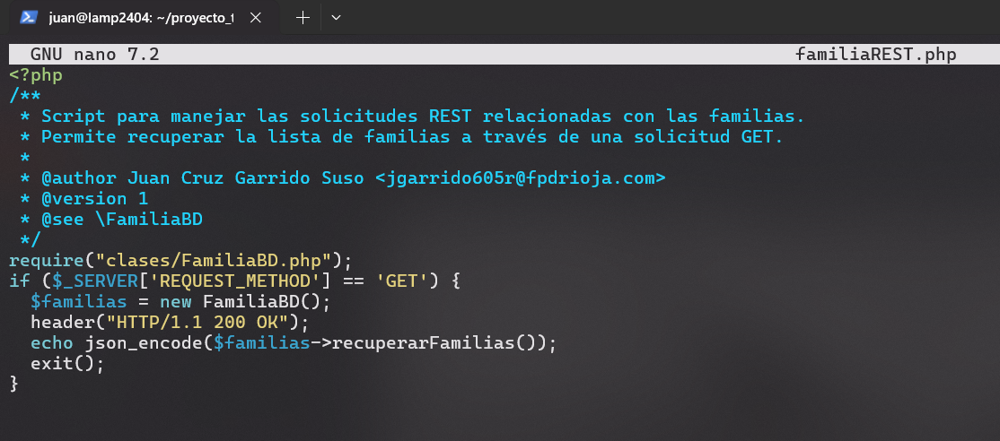 juan@lamp2404: ~/proyecto_t
GNU nano 7.2 familiaREST.php
<?php
/**
 * Script para manejar las solicitudes REST relacionadas con las familias.
 * Permite recuperar la lista de familias a través de una solicitud GET.
 *
 * @author Juan Cruz Garrido Suso <jgarrido605r@fpdrioja.com>
 * @version 1
 * @see \FamiliaBD
 */
require("clases/FamiliaBD.php");
if ($_SERVER['REQUEST_METHOD'] == 'GET') {
  $familias = new FamiliaBD();
  header("HTTP/1.1 200 OK");
  echo json_encode($familias->recuperarFamilias());
  exit();
}